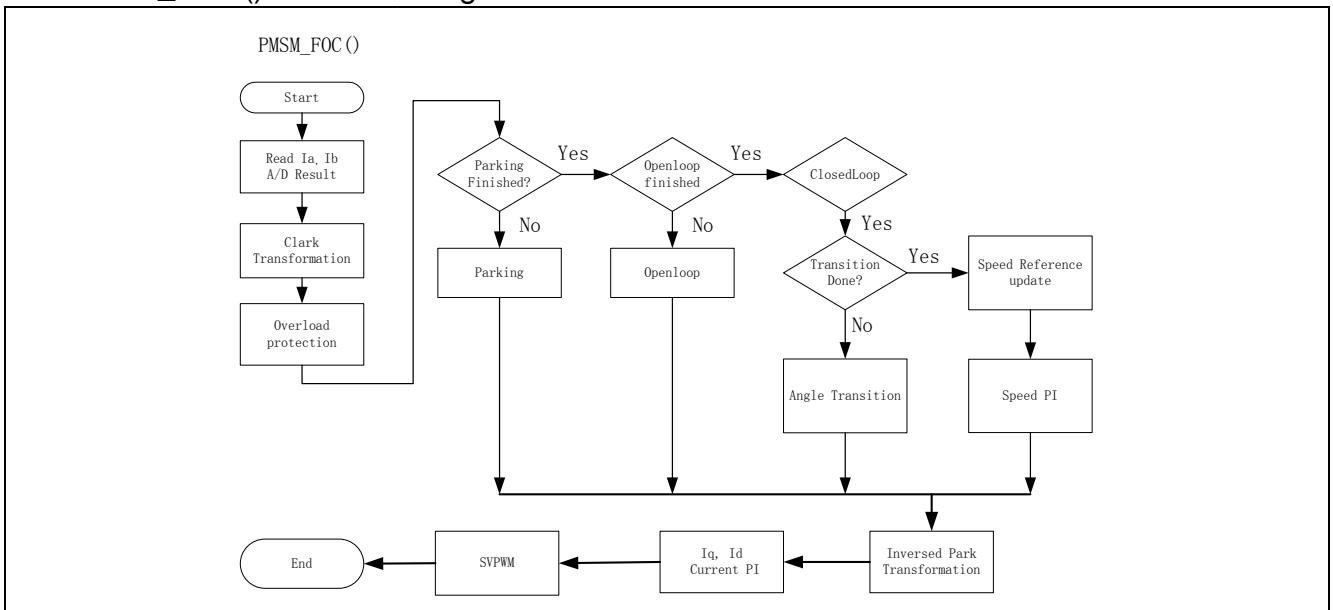 PMSM_FOC()
Start
Read Ia, Ib
A/D Result
Clark
Transformation
Overload
protection
Parking
Finished?
Yes
No
Parking
Openloop
finished
Yes
No
Openloop
ClosedLoop
Yes
Transition
Done?
Yes
No
Angle Transition
Speed Reference
update
Speed PI
Inversed Park
Transformation
Iq, Id
Current PI
SVPWM
End